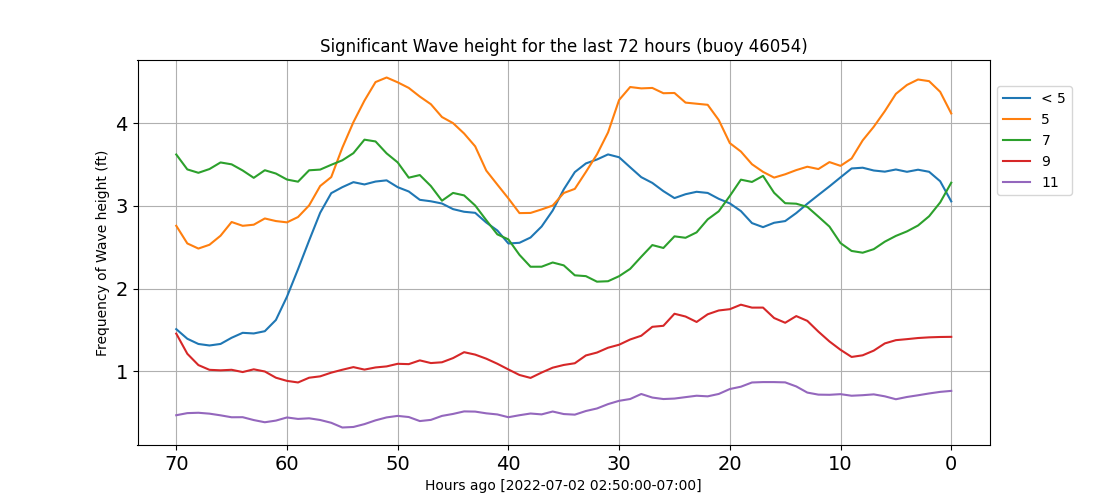 Significant Wave height for the last 72 hours (buoy 46054)
Frequency of Wave height (ft)
4
3
2
1
70 60 50 40 30 20 10 0
Hours ago [2022-07-02 02:50:00-07:00]
< 5
5
7
9
11